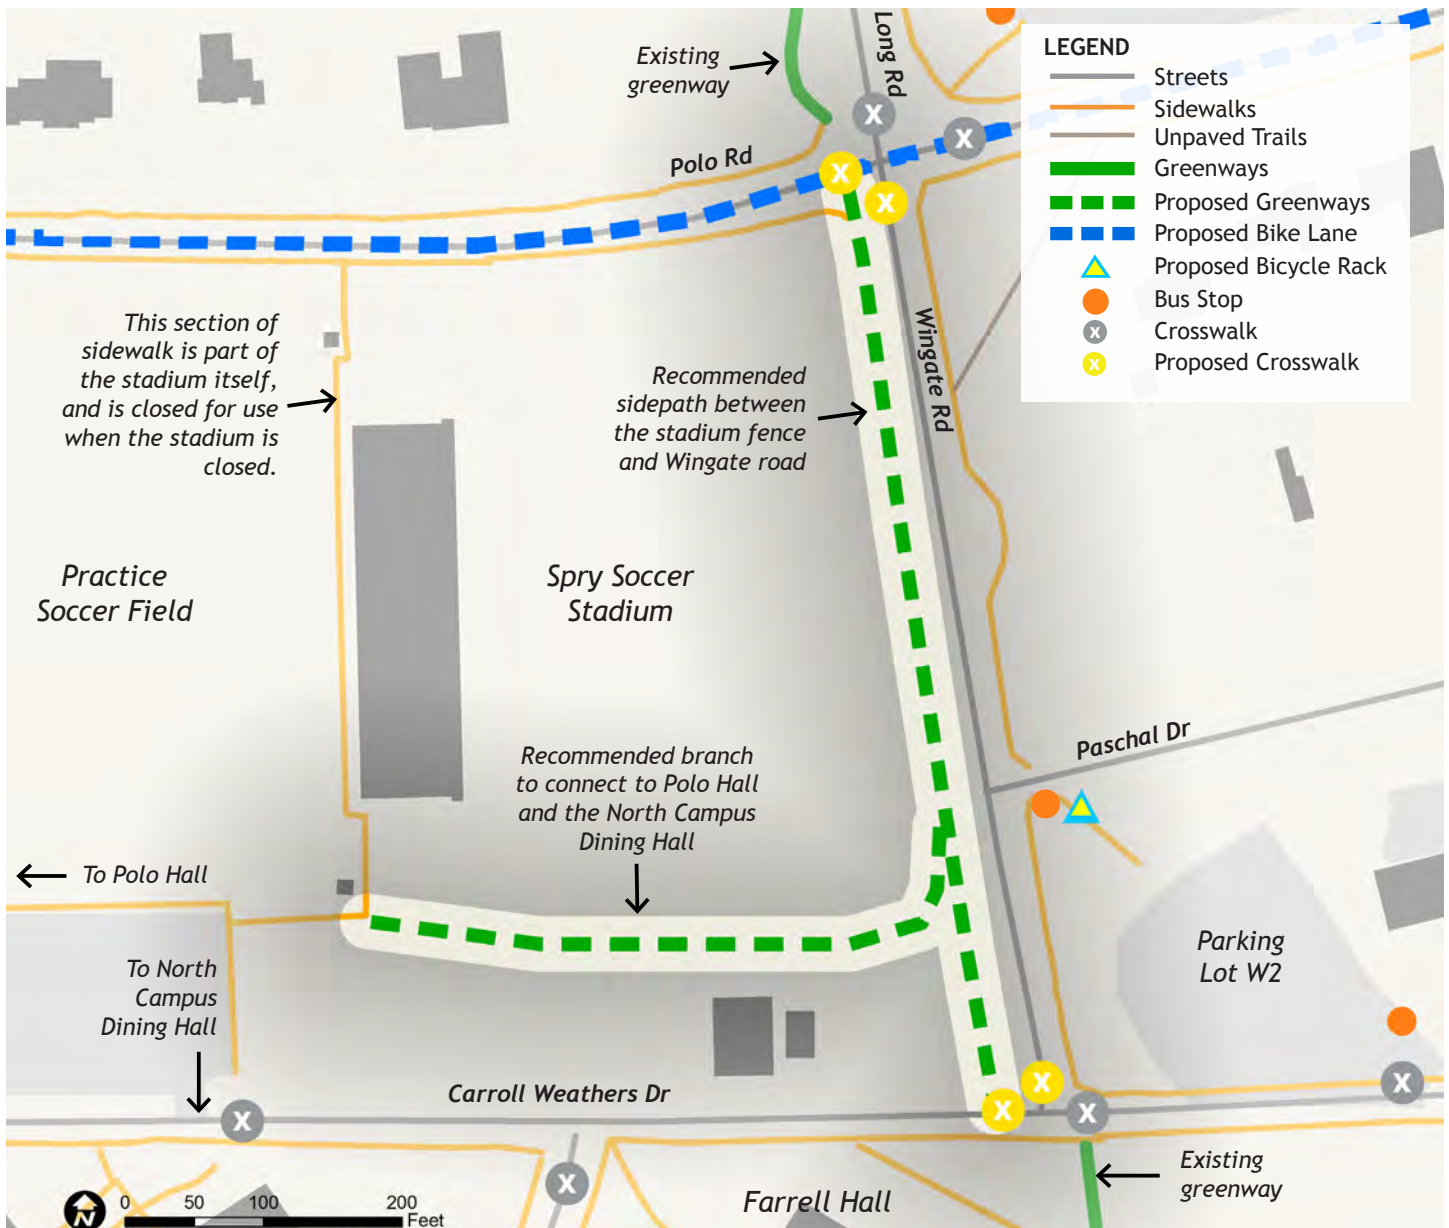 Existing
greenway
Long Rd
LEGEND
Streets
Sidewalks
Unpaved Trails
Greenways
Proposed Greenways
Proposed Bike Lane
Proposed Bicycle Rack
Bus Stop
X
Crosswalk
X
Proposed Crosswalk
X
X
Polo Rd
X
X
This section of
sidewalk is part of
the stadium itself,
and is closed for use
when the stadium is
closed.
Recommended
sidepath between
the stadium fence
and Wingate road
Wingate Rd
Practice
Soccer Field
Spry Soccer
Stadium
Paschal Dr
Recommended branch
to connect to Polo Hall
and the North Campus
Dining Hall
To Polo Hall
To North
Campus
Dining Hall
Parking
Lot W2
Carroll Weathers Dr
X
X
X
X
X
X
Existing
greenway
Farrell Hall
N
0 50 100 200
Feet